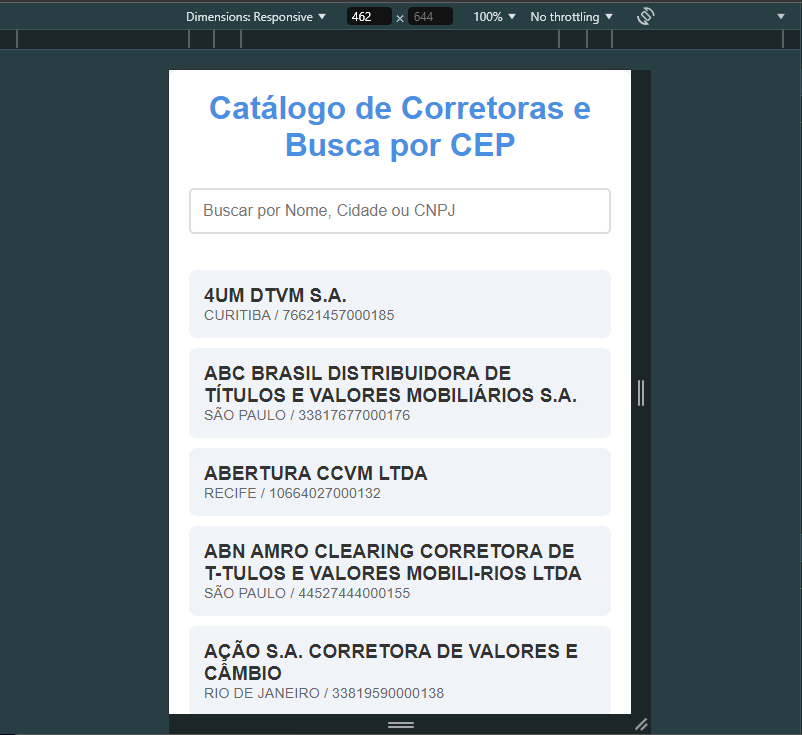 Dimensions: Responsive 462 × 644 100% No throttling
Catálogo de Corretoras e
Busca por CEP
Buscar por Nome, Cidade ou CNPJ
4UM DTVM S.A.
CURITIBA / 76621457000185
ABC BRASIL DISTRIBUIDORA DE
TÍTULOS E VALORES MOBILIÁRIOS S.A.
SÃO PAULO / 33817677000176
ABERTURA CCVM LTDA
RECIFE / 10664027000132
ABN AMRO CLEARING CORRETORA DE
T-TULOS E VALORES MOBILI-RIOS LTDA
SÃO PAULO / 44527444000155
AÇÃO S.A. CORRETORA DE VALORES E
CÂMBIO
RIO DE JANEIRO / 33819590000138